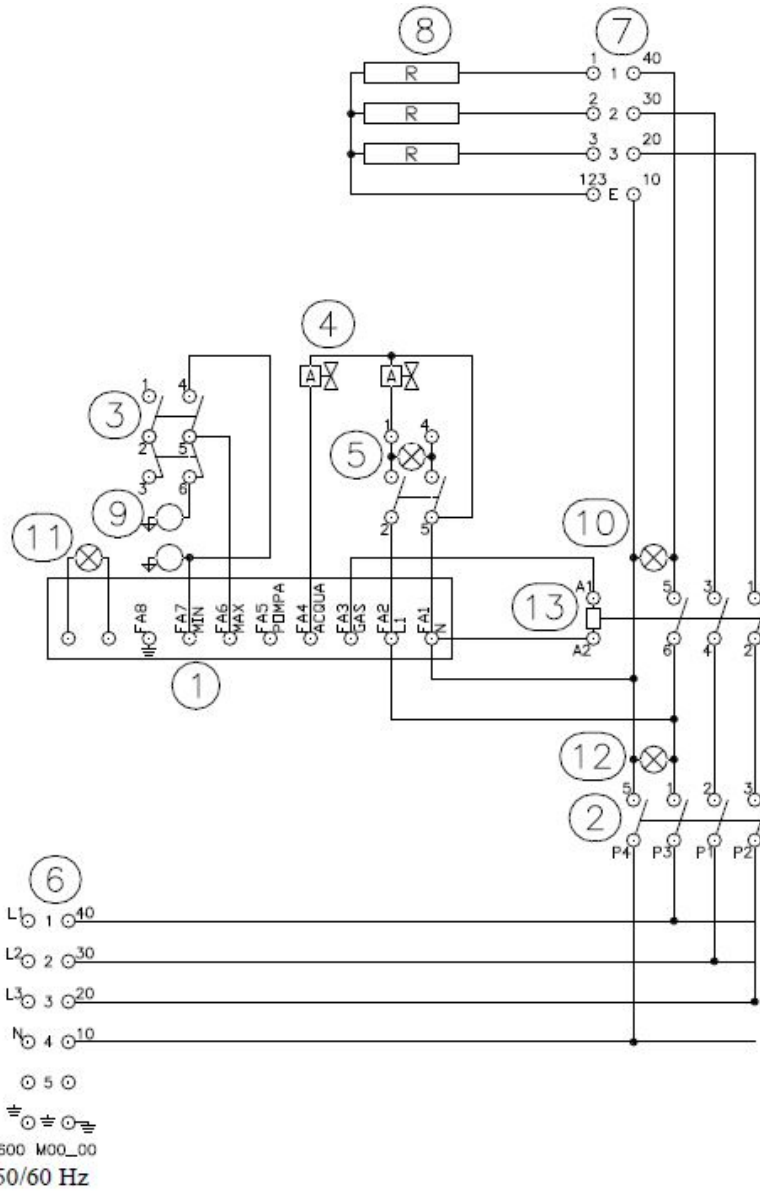 8 7
R 1 1 40
R 2 2 30
R 3 3 20
123 E 10
4
A A
1 4
3
2 5
3 6
1 4
5
2 5
9
11
10
A1
13
A2
5 3 1
6 4 2
FA8
FA7 MIN
FA6 MAX
FA5 POMPA
FA4 ACQUA
FA3 GAS
FA2 L1
FA1 N
1
12
5 1 2 3
2
P4 P3 P1 P2
6
L1 1 40
L2 2 30
L3 3 20
N 4 10
5
600 M00_00
50/60 Hz